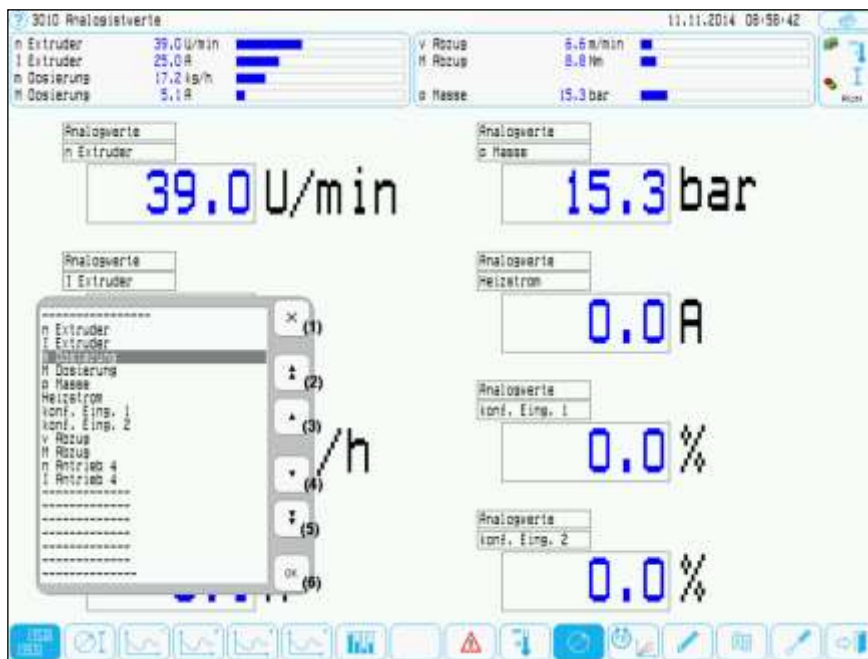 ? 3010 Analogistwerte 11.11.2014 08:58:42
n Extruder 39.0 U/min
I Extruder 25.0 A
m Dosierung 17.2 kg/h
M Dosierung 5.1 A
v Abzug 6.6 m/min
M Abzug 8.8 Nm
p Masse 15.3 bar
Analogwerte
n Extruder
39.0 U/min
Analogwerte
p Masse
15.3 bar
Analogwerte
I Extruder
Analogwerte
Heizstrom
0.0 A
Analogwerte
konf. Eing. 1
0.0 %
Analogwerte
konf. Eing. 2
0.0 %
/h
----------------
n Extruder
I Extruder
m Dosierung
M Dosierung
p Masse
Heizstrom
konf. Eing. 1
konf. Eing. 2
v Abzug
M Abzug
n Antrieb 4
I Antrieb 4
-------------
-------------
-------------
-------------
-------------
-------------
-------------
(1)
(2)
(3)
(4)
(5)
OK (6)